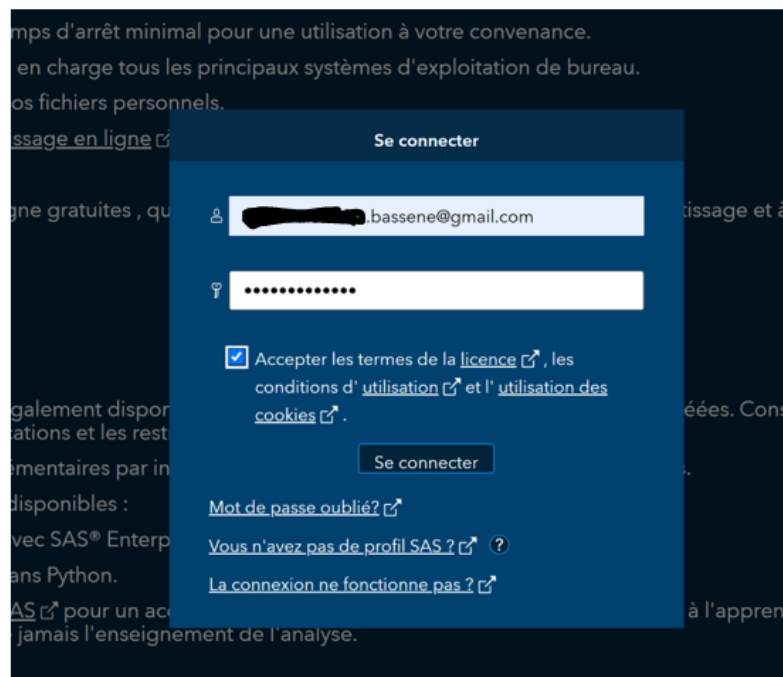 mps d'arrêt minimal pour une utilisation à votre convenance.
en charge tous les principaux systèmes d'exploitation de bureau.
os fichiers personnels.
ssage en ligne
Se connecter
gne gratuites , qu
.bassene@gmail.com
tissage et à
•••••••••••••
Accepter les termes de la licence , les
conditions d' utilisation et l' utilisation des
cookies .
galement dispor
éées. Cons
cations et les rest
Se connecter
émentaires par in
s.
disponibles :
Mot de passe oublié?
vec SAS® Enterp
Vous n'avez pas de profil SAS ? ?
ans Python.
La connexion ne fonctionne pas ?
AS pour un acc
à l'appren
jamais l'enseignement de l'analyse.